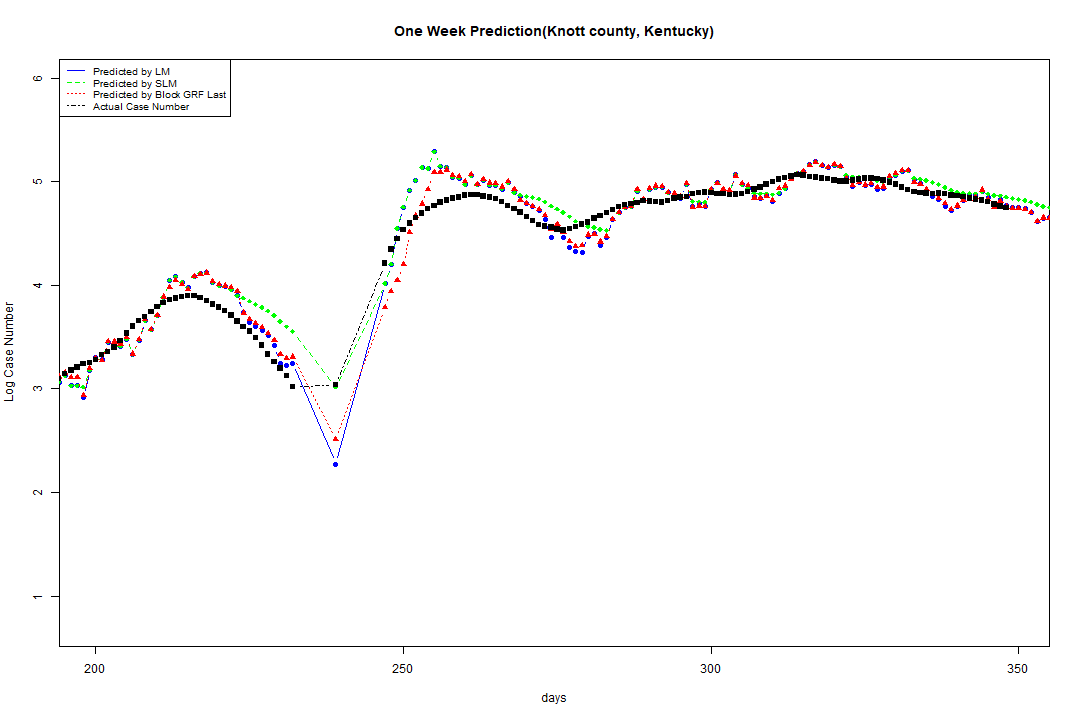 One Week Prediction(Knott county, Kentucky)
Predicted by LM
Predicted by SLM
Predicted by Block GRF Last
Actual Case Number
6
5
4
3
2
1
Log Case Number
200 250 300 350
days